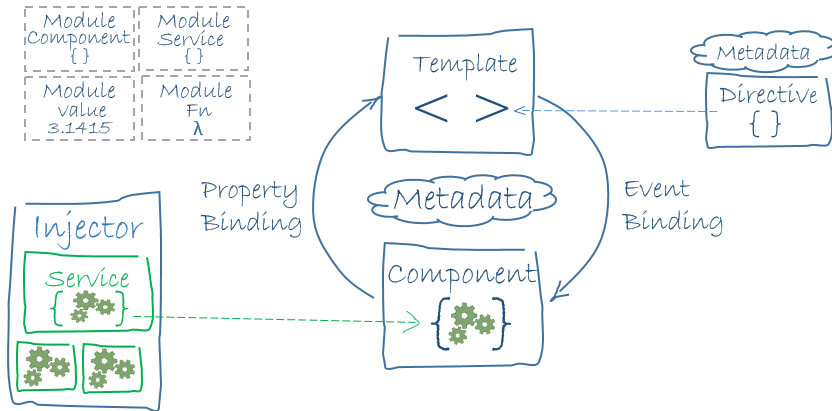 Module
Component
{ }
Module
Service
{ }
Module
value
3.1415
Module
Fn
λ
Template
< >
Metadata
Directive
{ }
Property
Binding
Metadata
Event
Binding
Injector
Service
{ }
Component
{ }